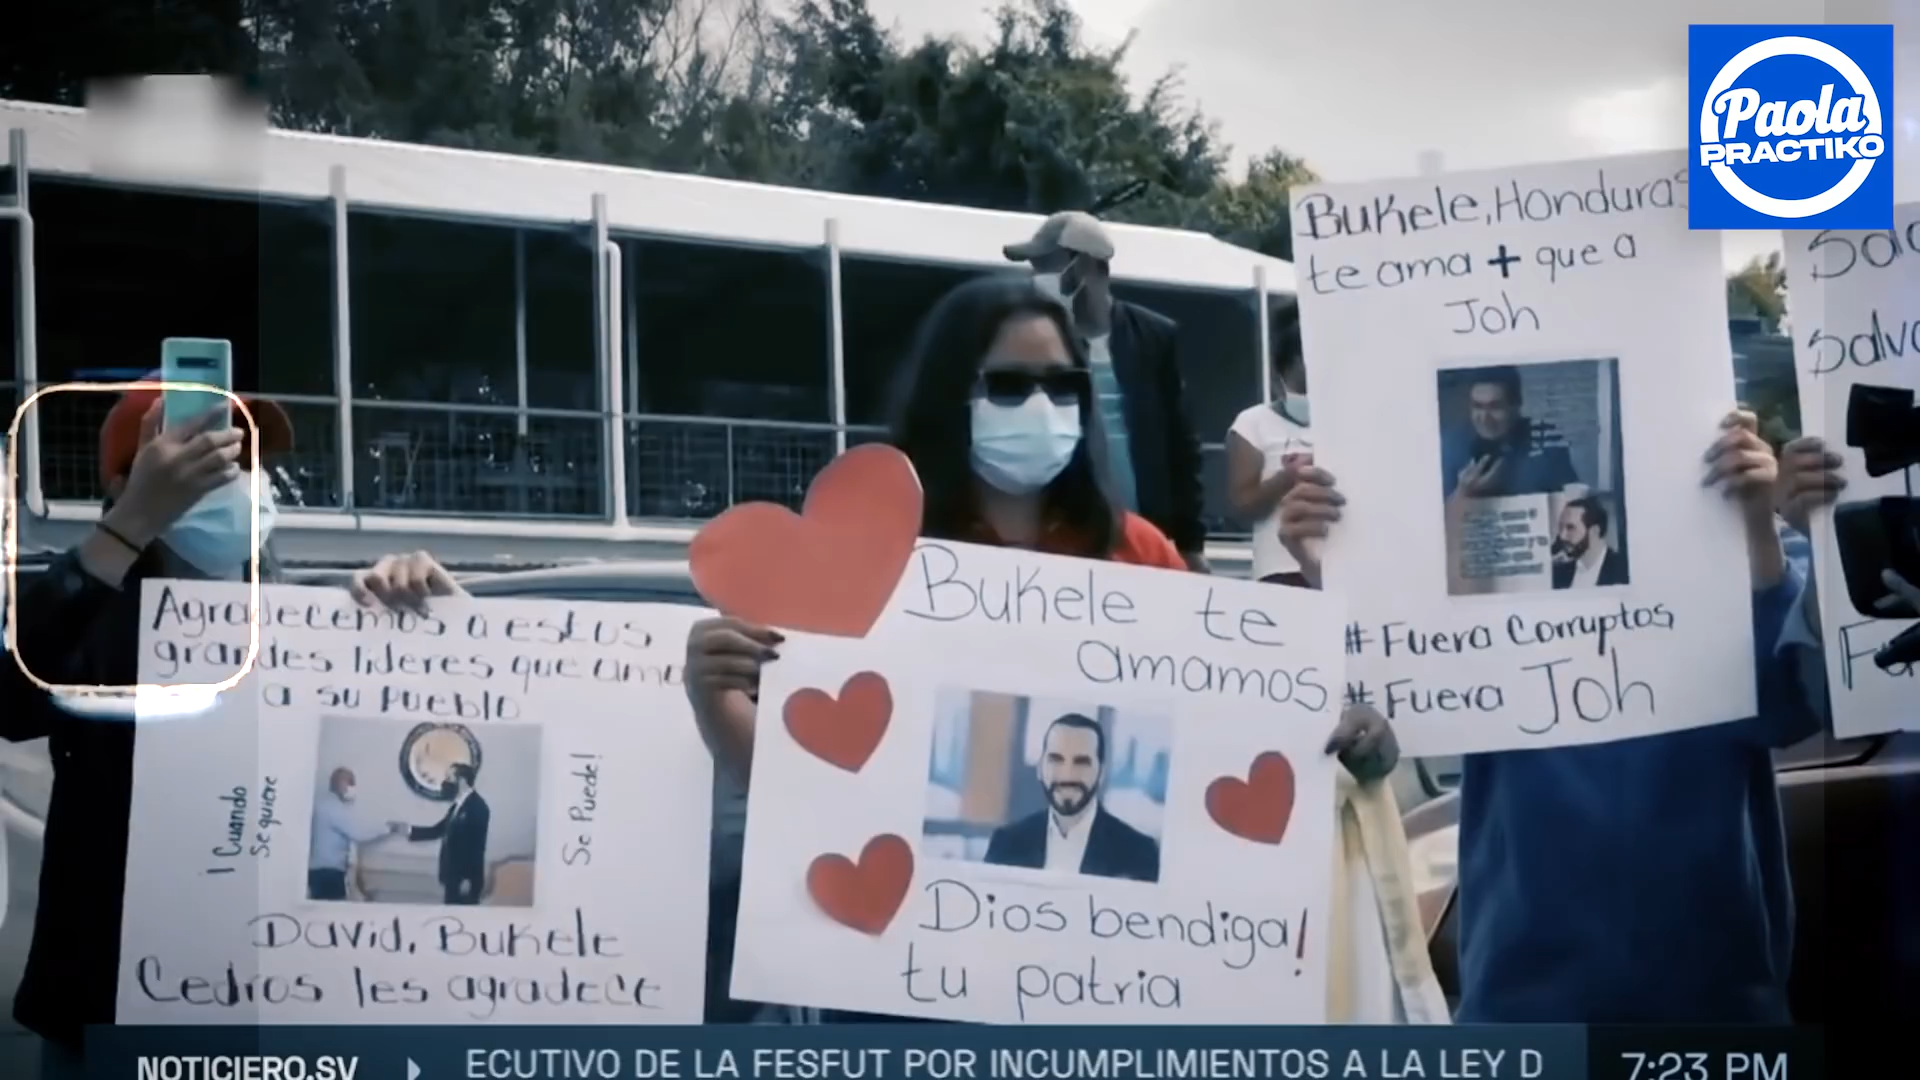 Paola
PRACTIKO
Bukele, Honduras
te ama + que a
Joh
#Fuera Corruptos
#Fuera Joh
Agradecemos a estos
grandes lideres que ama
a su pueblo
¡Cuando
se quiere
Se Puede!
David, Bukele
Cedros les agradece
Bukele te
amamos
Dios bendiga!
tu patria
Salv
NOTICIERO.SV
ECUTIVO DE LA FESFUT POR INCUMPLIMIENTOS A LA LEY D
7:23 PM